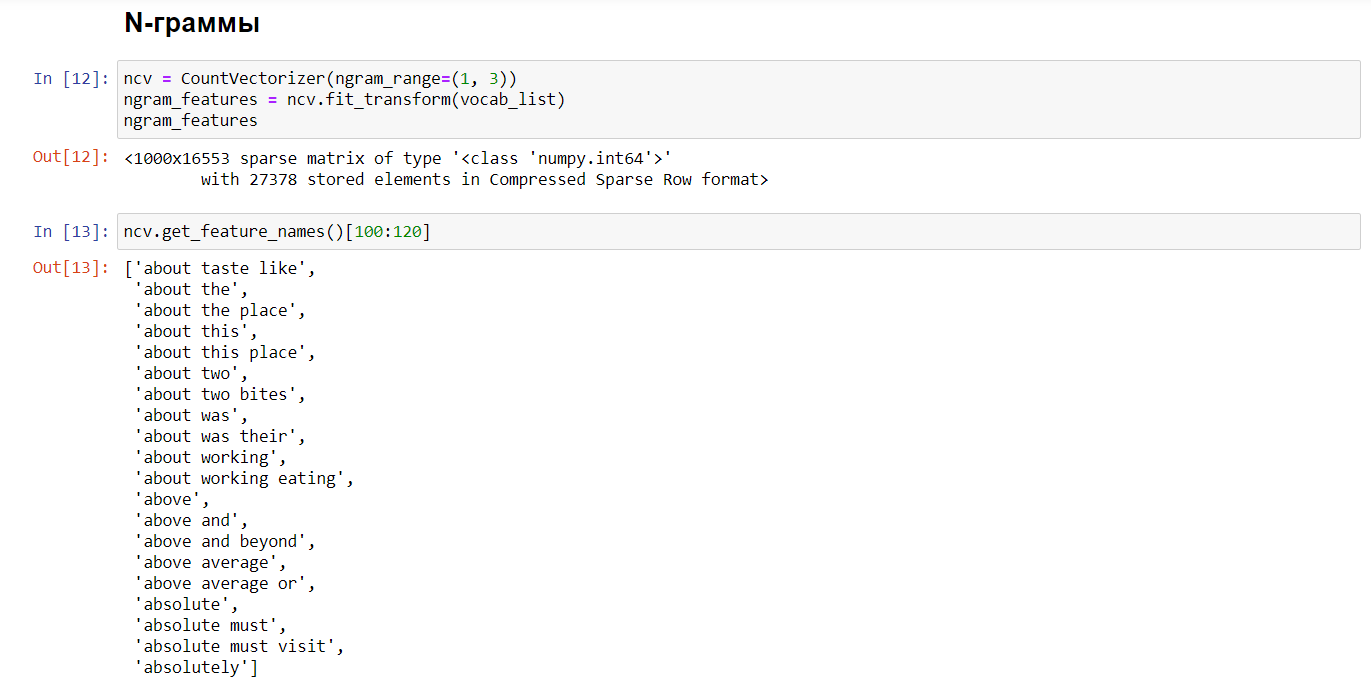 N-граммы
In [12]: ncv = CountVectorizer(ngram_range=(1, 3))
ngram_features = ncv.fit_transform(vocab_list)
ngram_features
Out[12]: <1000x16553 sparse matrix of type '<class 'numpy.int64'>'
with 27378 stored elements in Compressed Sparse Row format>
In [13]: ncv.get_feature_names()[100:120]
Out[13]: ['about taste like',
'about the',
'about the place',
'about this',
'about this place',
'about two',
'about two bites',
'about was',
'about was their',
'about working',
'about working eating',
'above',
'above and',
'above and beyond',
'above average',
'above average or',
'absolute',
'absolute must',
'absolute must visit',
'absolutely']